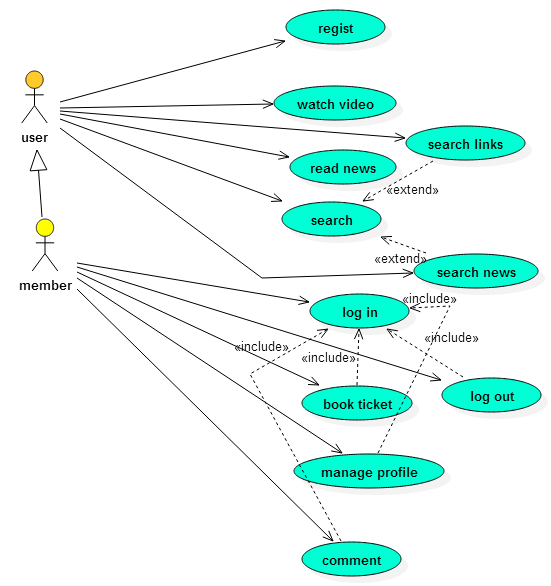 regist
watch video
user
search links
read news
«extend»
search
«extend»
search news
member
«include»
log in
«include»
«include»
«include»
log out
book ticket
manage profile
comment